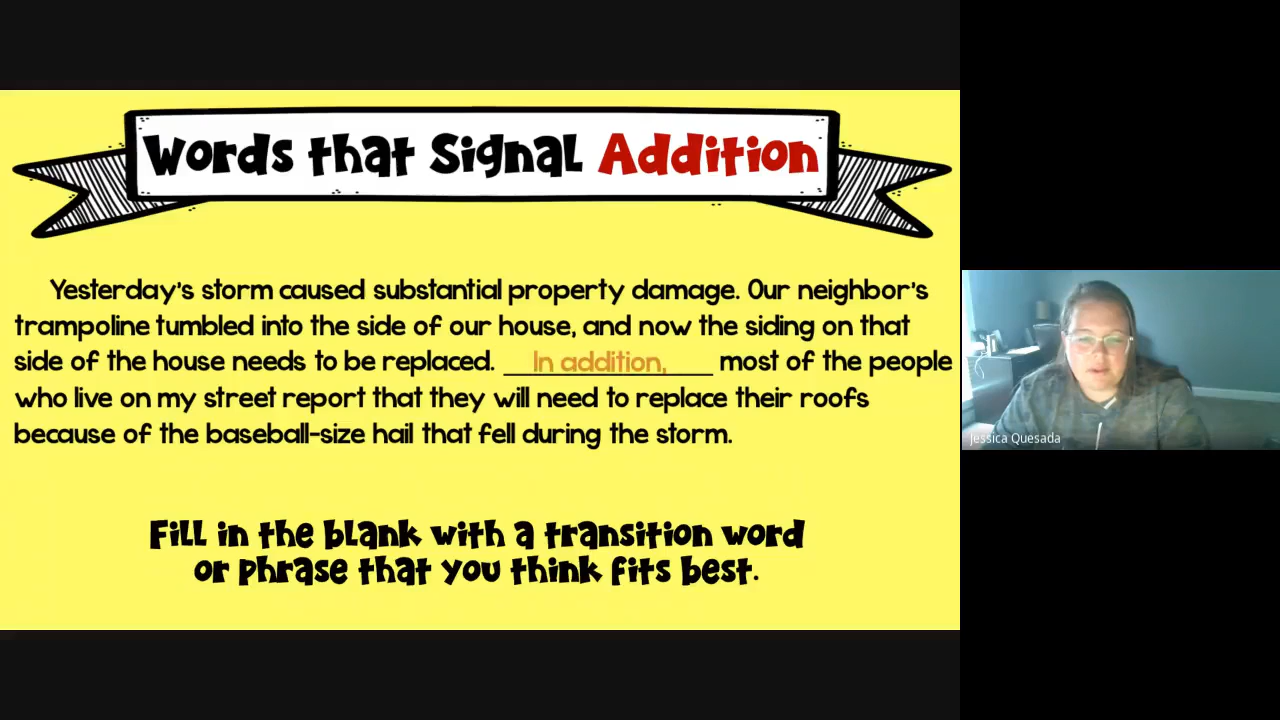 Words that Signal Addition
Yesterday's storm caused substantial property damage. Our neighbor's
trampoline tumbled into the side of our house, and now the siding on that
side of the house needs to be replaced. In addition, most of the people
who live on my street report that they will need to replace their roofs
because of the baseball-size hail that fell during the storm.
Fill in the blank with a transition word
or phrase that you think fits best.
Jessica Quesada